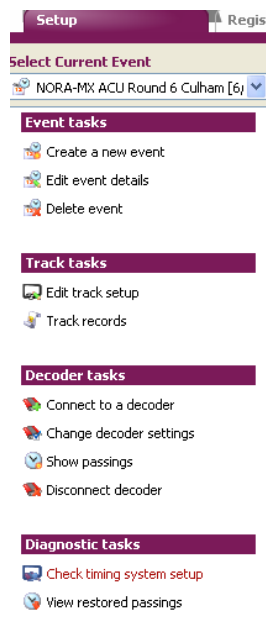 Setup
Regis
Select Current Event
NORA-MX ACU Round 6 Culham [6/
Event tasks
Create a new event
Edit event details
Delete event
Track tasks
Edit track setup
Track records
Decoder tasks
Connect to a decoder
Change decoder settings
Show passings
Disconnect decoder
Diagnostic tasks
Check timing system setup
View restored passings